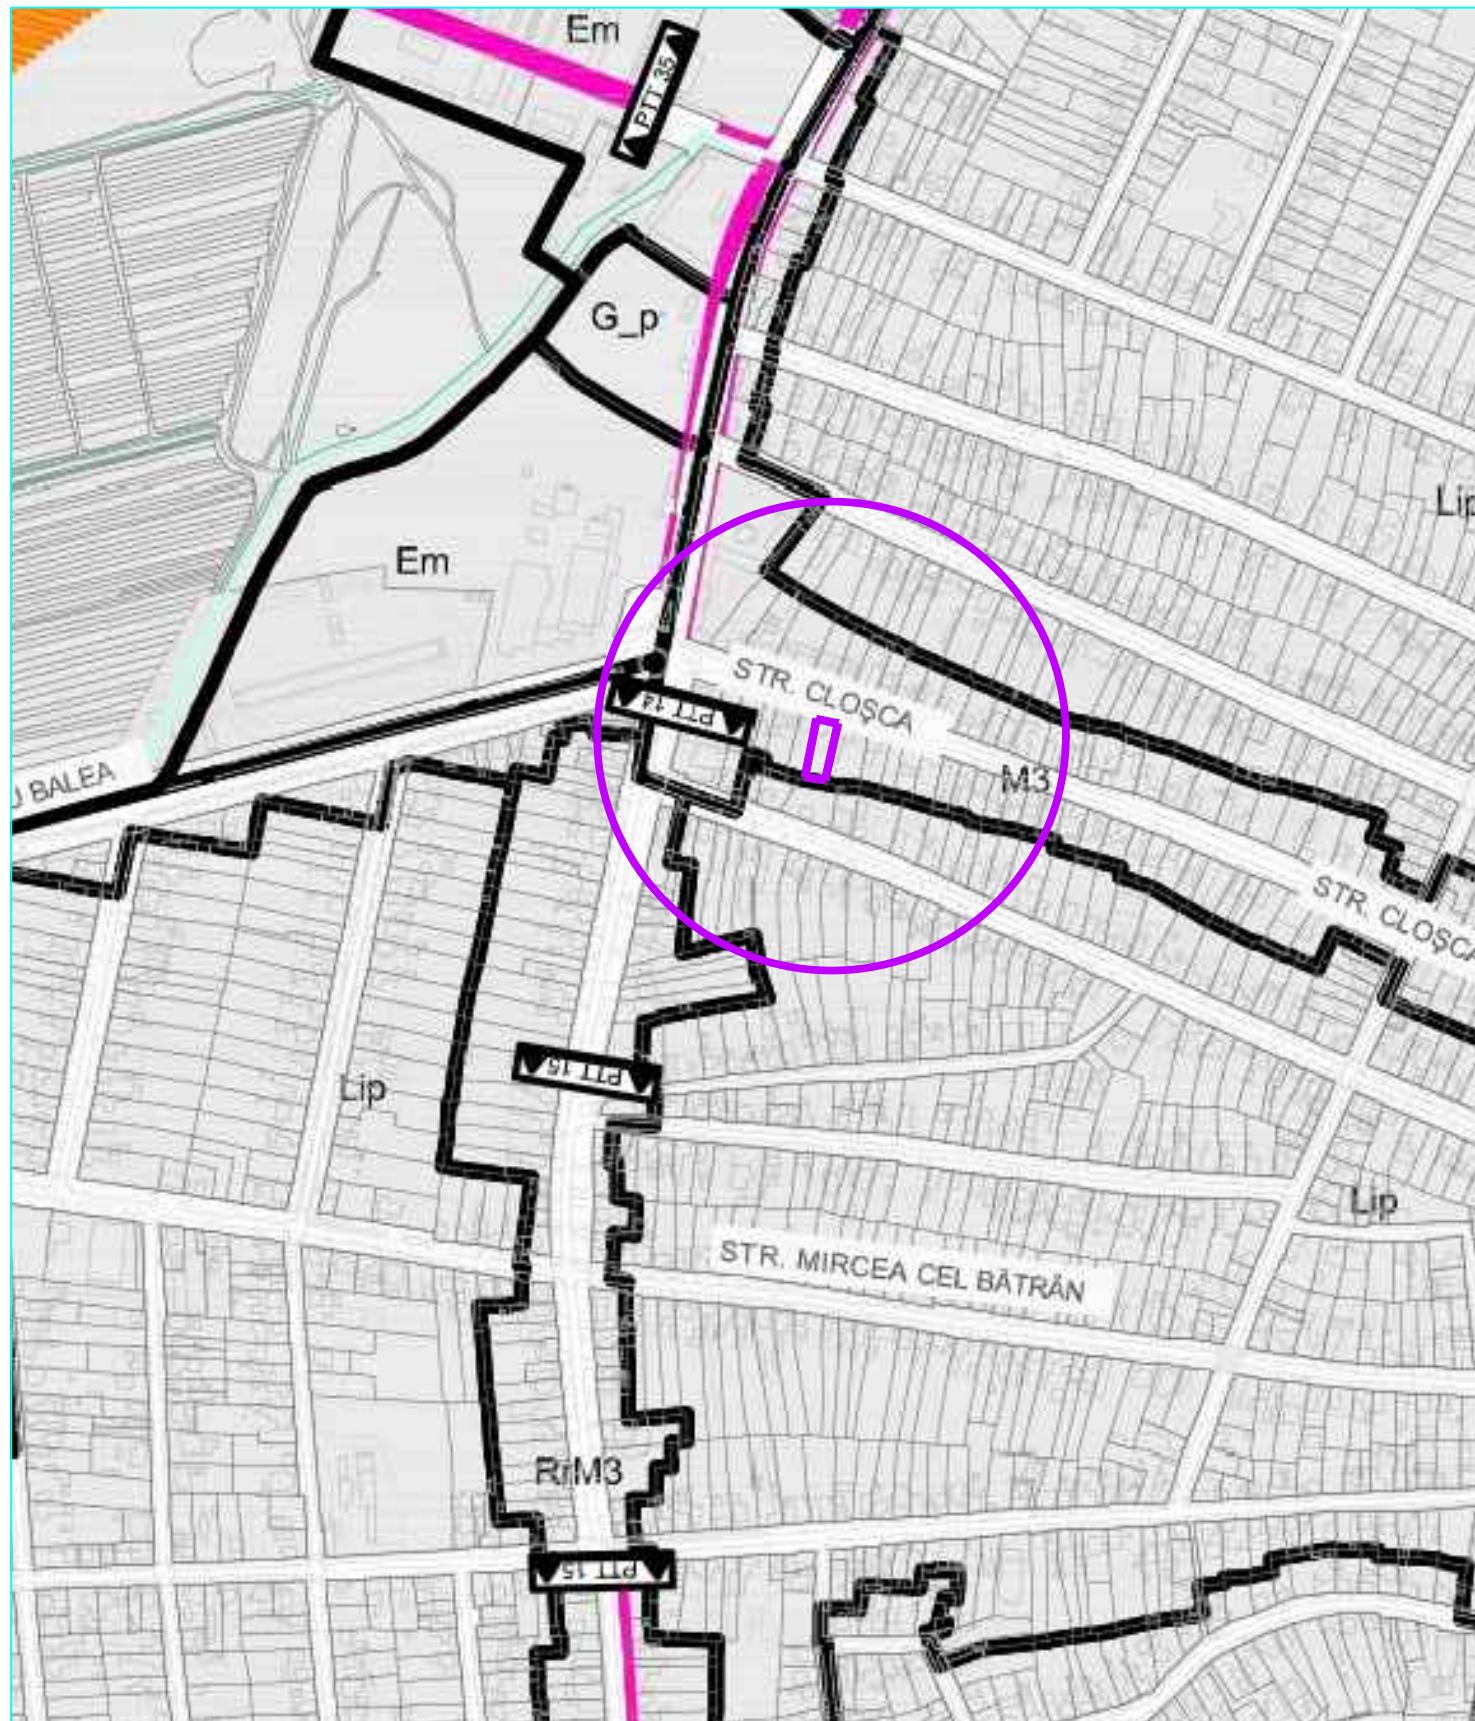 Em
PTT 35
G_p
Lip
Em
STR. CLOȘCA
PTT 14
J BALEA
M3
STR. CLOȘCA
PTT 15
Lip
Lip
STR. MIRCEA CEL BĂTRÂN
RrM3
PTT 15